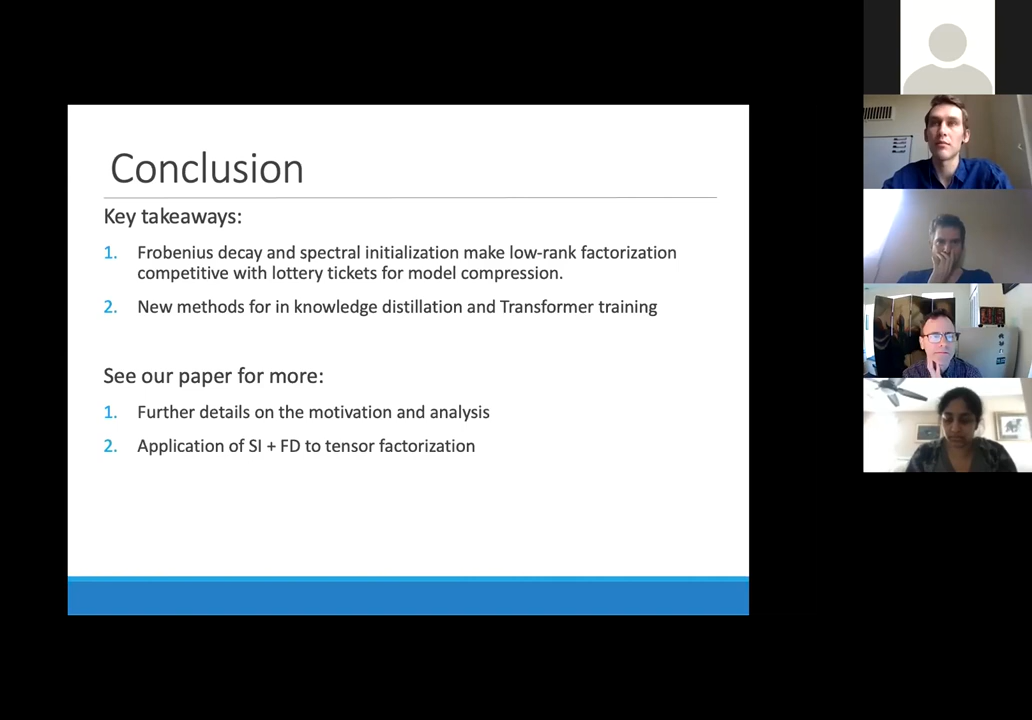 Conclusion
Key takeaways:
1. Frobenius decay and spectral initialization make low-rank factorization
competitive with lottery tickets for model compression.
2. New methods for in knowledge distillation and Transformer training
See our paper for more:
1. Further details on the motivation and analysis
2. Application of SI + FD to tensor factorization